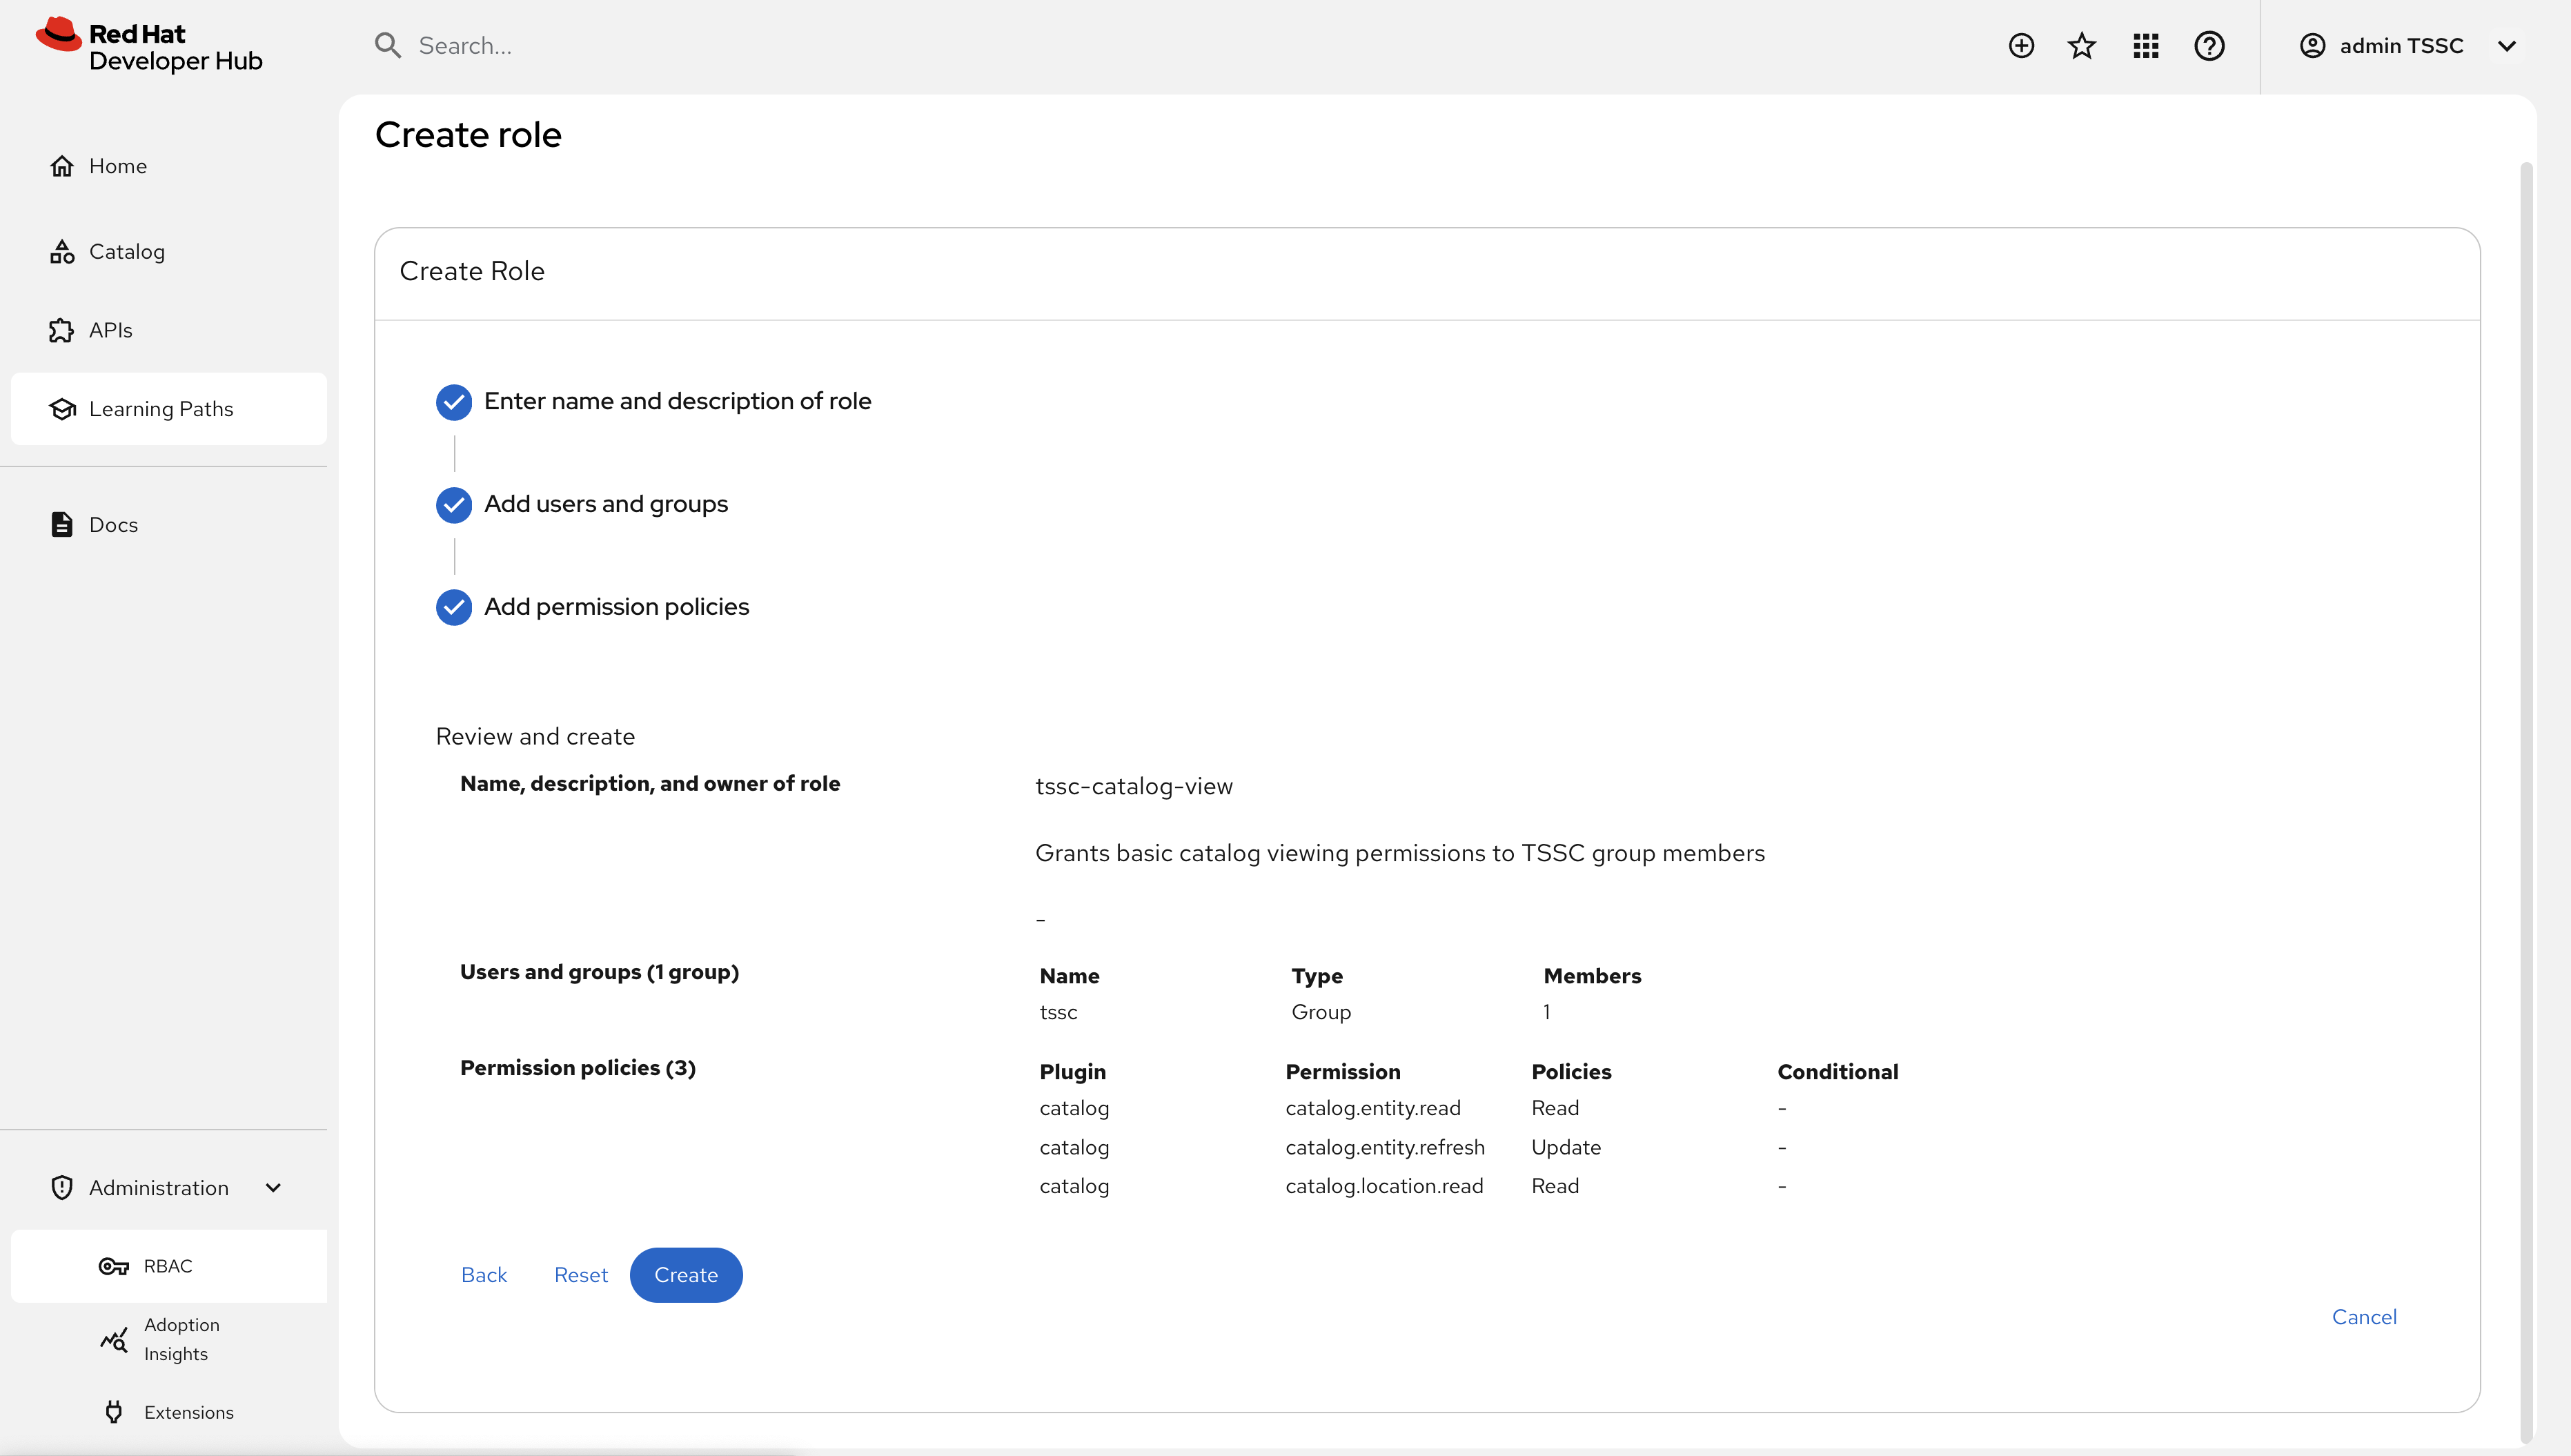 Red Hat
Developer Hub
Search...
admin TSSC
Home
Catalog
APIs
Learning Paths
Docs
Administration
RBAC
Adoption
Insights
Extensions
Create role
Create Role
Enter name and description of role
Add users and groups
Add permission policies
Review and create
Name, description, and owner of role
tssc-catalog-view
Grants basic catalog viewing permissions to TSSC group members
-
Users and groups (1 group)
Name Type Members
tssc Group 1
Permission policies (3)
Plugin Permission Policies Conditional
catalog catalog.entity.read Read -
catalog catalog.entity.refresh Update -
catalog catalog.location.read Read -
Back Reset Create
Cancel